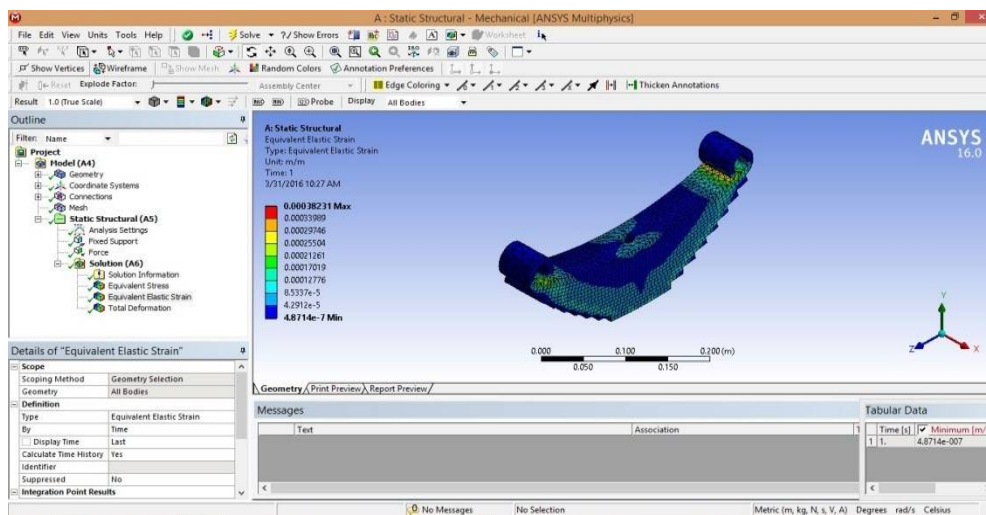 A : Static Structural - Mechanical [ANSYS Multiphysics]
File Edit View Units Tools Help Solve ?/ Show Errors Worksheet
Show Vertices Wireframe Show Mesh Random Colors Annotation Preferences
Reset Explode Factor: Assembly Center Edge Coloring Thicken Annotations
Result 1.0 (True Scale) Probe Display All Bodies
Outline
Filter: Name
Project
Model (A4)
Geometry
Coordinate Systems
Connections
Mesh
Static Structural (A5)
Analysis Settings
Fixed Support
Force
Solution (A6)
Solution Information
Equivalent Stress
Equivalent Elastic Strain
Total Deformation
A: Static Structural
Equivalent Elastic Strain
Type: Equivalent Elastic Strain
Unit: m/m
Time: 1
3/31/2016 10:27 AM
0.00038231 Max
0.00033989
0.00029746
0.00025504
0.00021261
0.00017019
0.00012776
8.5337e-5
4.2912e-5
4.8714e-7 Min
ANSYS
16.0
0.000 0.100 0.200 (m)
0.050 0.150
Y
Z X
Geometry Print Preview Report Preview
Details of "Equivalent Elastic Strain"
Scope
Scoping Method Geometry Selection
Geometry All Bodies
Definition
Type Equivalent Elastic Strain
By Time
Display Time Last
Calculate Time History Yes
Identifier
Suppressed No
Integration Point Results
Messages
Text Association
Tabular Data
Time [s] Minimum [m/
1 1. 4.8714e-007
No Messages No Selection Metric (m, kg, N, s, V, A) Degrees rad/s Celsius